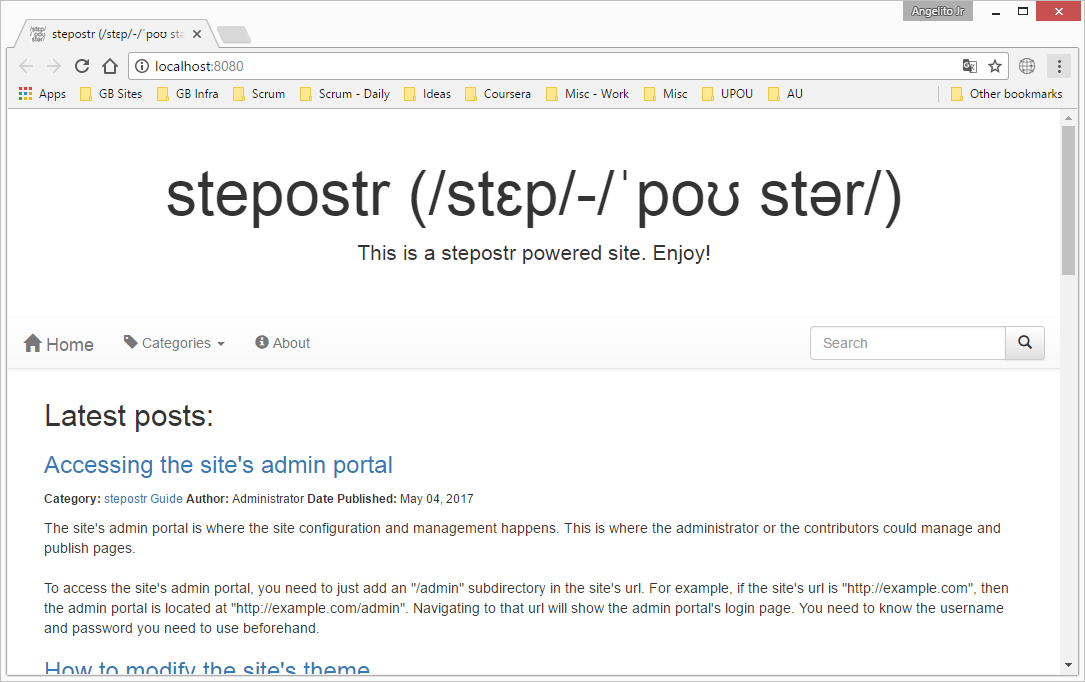 Angelito Jr
stepostr (/stɛp/-/ˈpoʊ stə
localhost:8080
Apps GB Sites GB Infra Scrum Scrum - Daily Ideas Coursera Misc - Work Misc UPOU AU Other bookmarks
stepostr (/stɛp/-/ˈpoʊ stər/)
This is a stepostr powered site. Enjoy!
Home Categories About Search
Latest posts:
Accessing the site's admin portal
Category: stepostr Guide Author: Administrator Date Published: May 04, 2017
The site's admin portal is where the site configuration and management happens. This is where the administrator or the contributors could manage and
publish pages.
To access the site's admin portal, you need to just add an "/admin" subdirectory in the site's url. For example, if the site's url is "http://example.com", then
the admin portal is located at "http://example.com/admin". Navigating to that url will show the admin portal's login page. You need to know the username
and password you need to use beforehand.
How to modify the site's theme